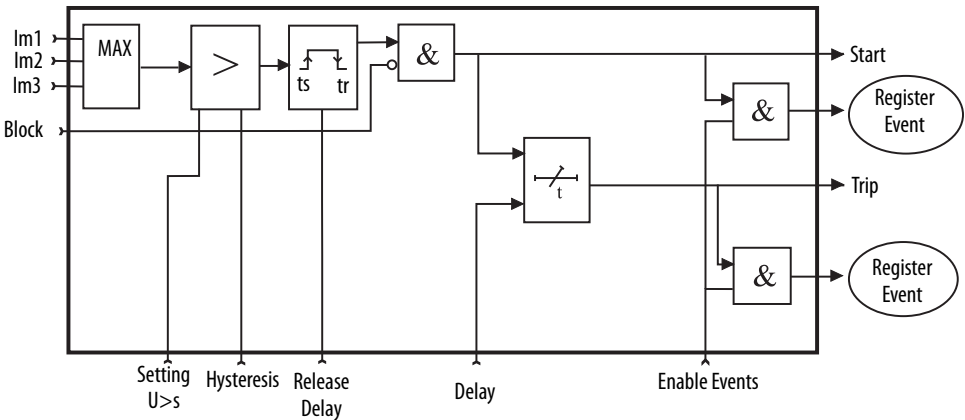 Im1
Im2
Im3
Block
MAX
>
ts
tr
&
Start
&
Register
Event
t
Trip
&
Register
Event
Setting
U>s
Hysteresis
Release
Delay
Delay
Enable Events